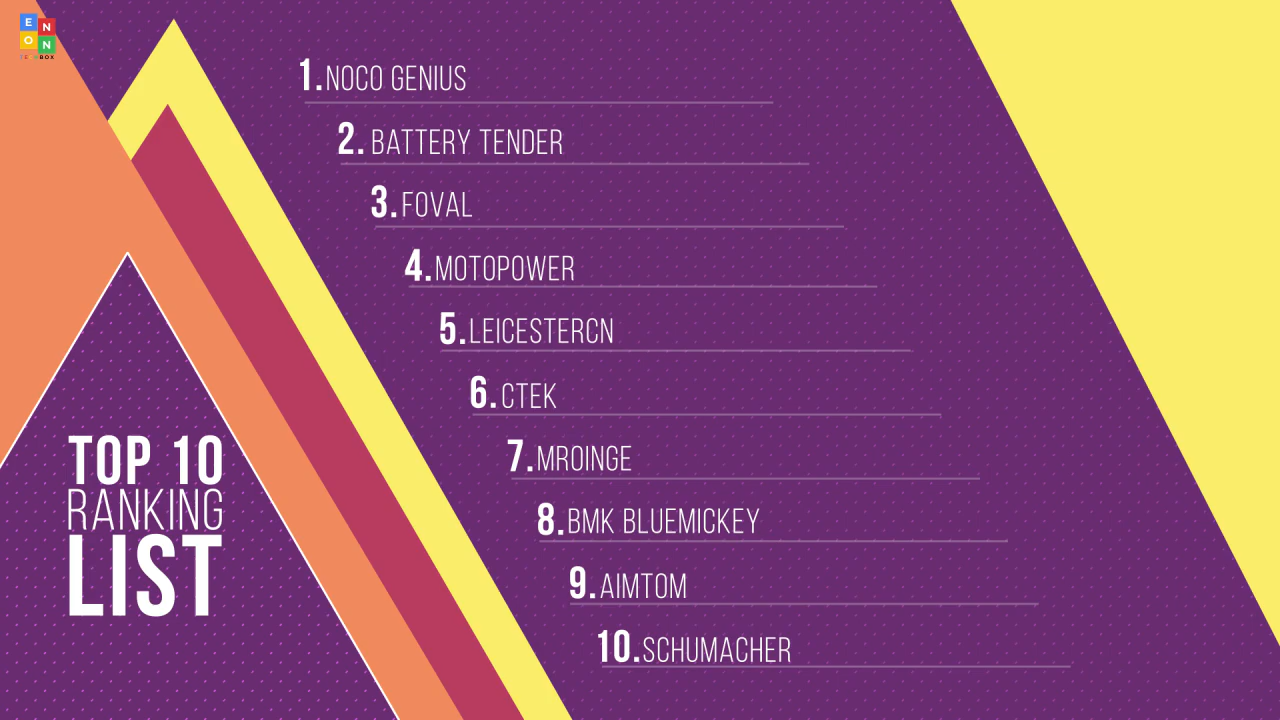 E N
O N
TECHBOX
1. NOCO GENIUS
2. BATTERY TENDER
3. FOVAL
4. MOTOPOWER
5. LEICESTERCN
6. CTEK
7. MROINGE
8. BMK BLUEMICKEY
9. AIMTOM
10. SCHUMACHER
TOP 10
RANKING
LIST